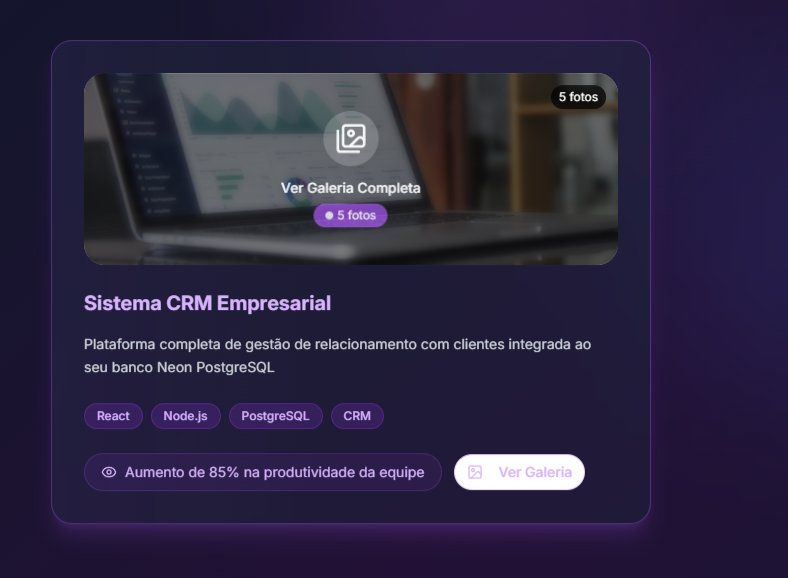 5 fotos
Ver Galeria Completa
5 fotos
Sistema CRM Empresarial
Plataforma completa de gestão de relacionamento com clientes integrada ao
seu banco Neon PostgreSQL
React
Node.js
PostgreSQL
CRM
Aumento de 85% na produtividade da equipe
Ver Galeria